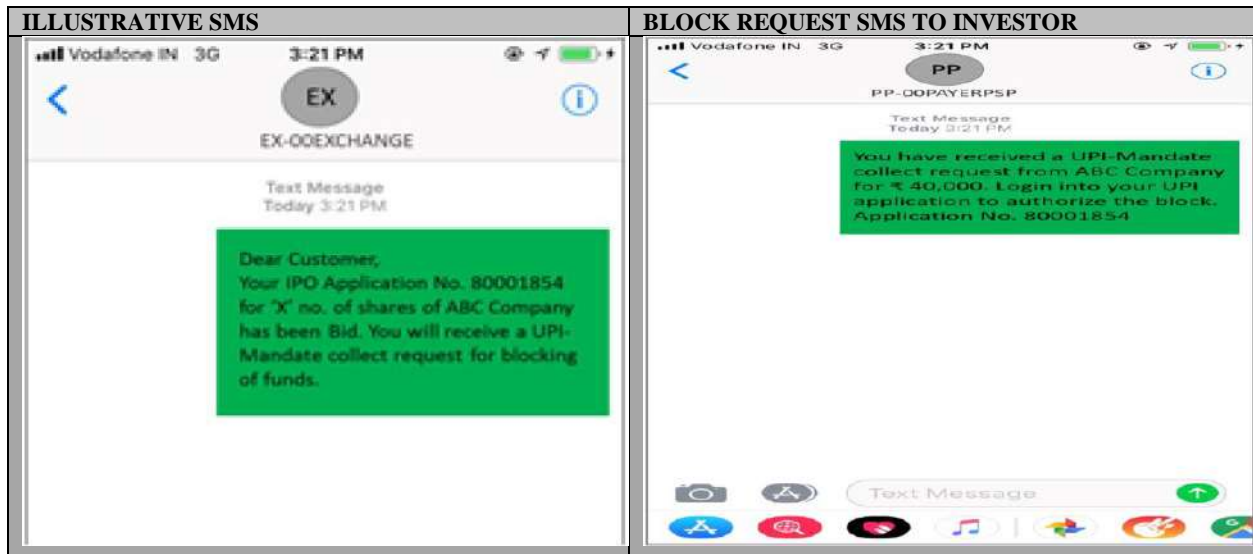 ILLUSTRATIVE SMS
Vodafone IN 3G 3:21 PM
EX
EX-00EXCHANGE
Text Message
Today 3:21 PM
Dear Customer,
Your IPO Application No. 80001854
for 'X' no. of shares of ABC Company
has been Bid. You will receive a UPI-
Mandate collect request for blocking
of funds.
BLOCK REQUEST SMS TO INVESTOR
Vodafone IN 3G 3:21 PM
PP
PP-00PAYERPSP
Text Message
Today 3:21 PM
You have received a UPI-Mandate
collect request from ABC Company
for ₹ 40,000. Login into your UPI
application to authorize the block.
Application No. 80001854
Text Message